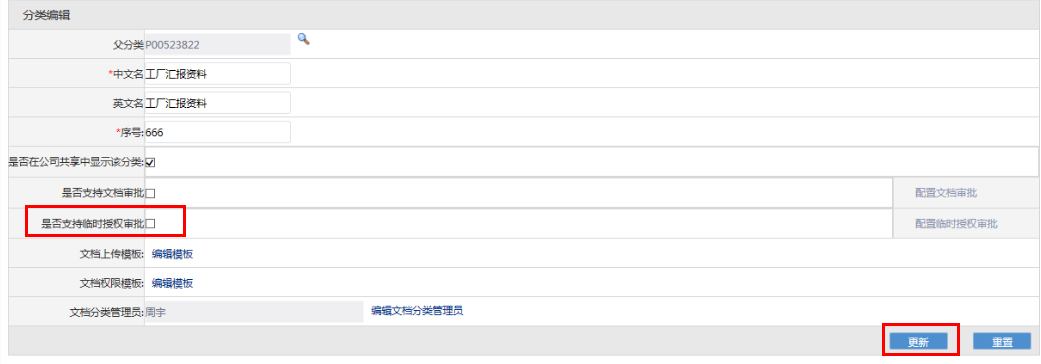 分类编辑
父分类 P00523822
*中文名 工厂汇报资料
英文名 工厂汇报资料
*序号: 666
是否在公司共享中显示该分类:
是否支持文档审批 配置文档审批
是否支持临时授权审批 配置临时授权审批
文档上传模板: 编辑模板
文档权限模板: 编辑模板
文档分类管理员: 周宇 编辑文档分类管理员
更新 重置